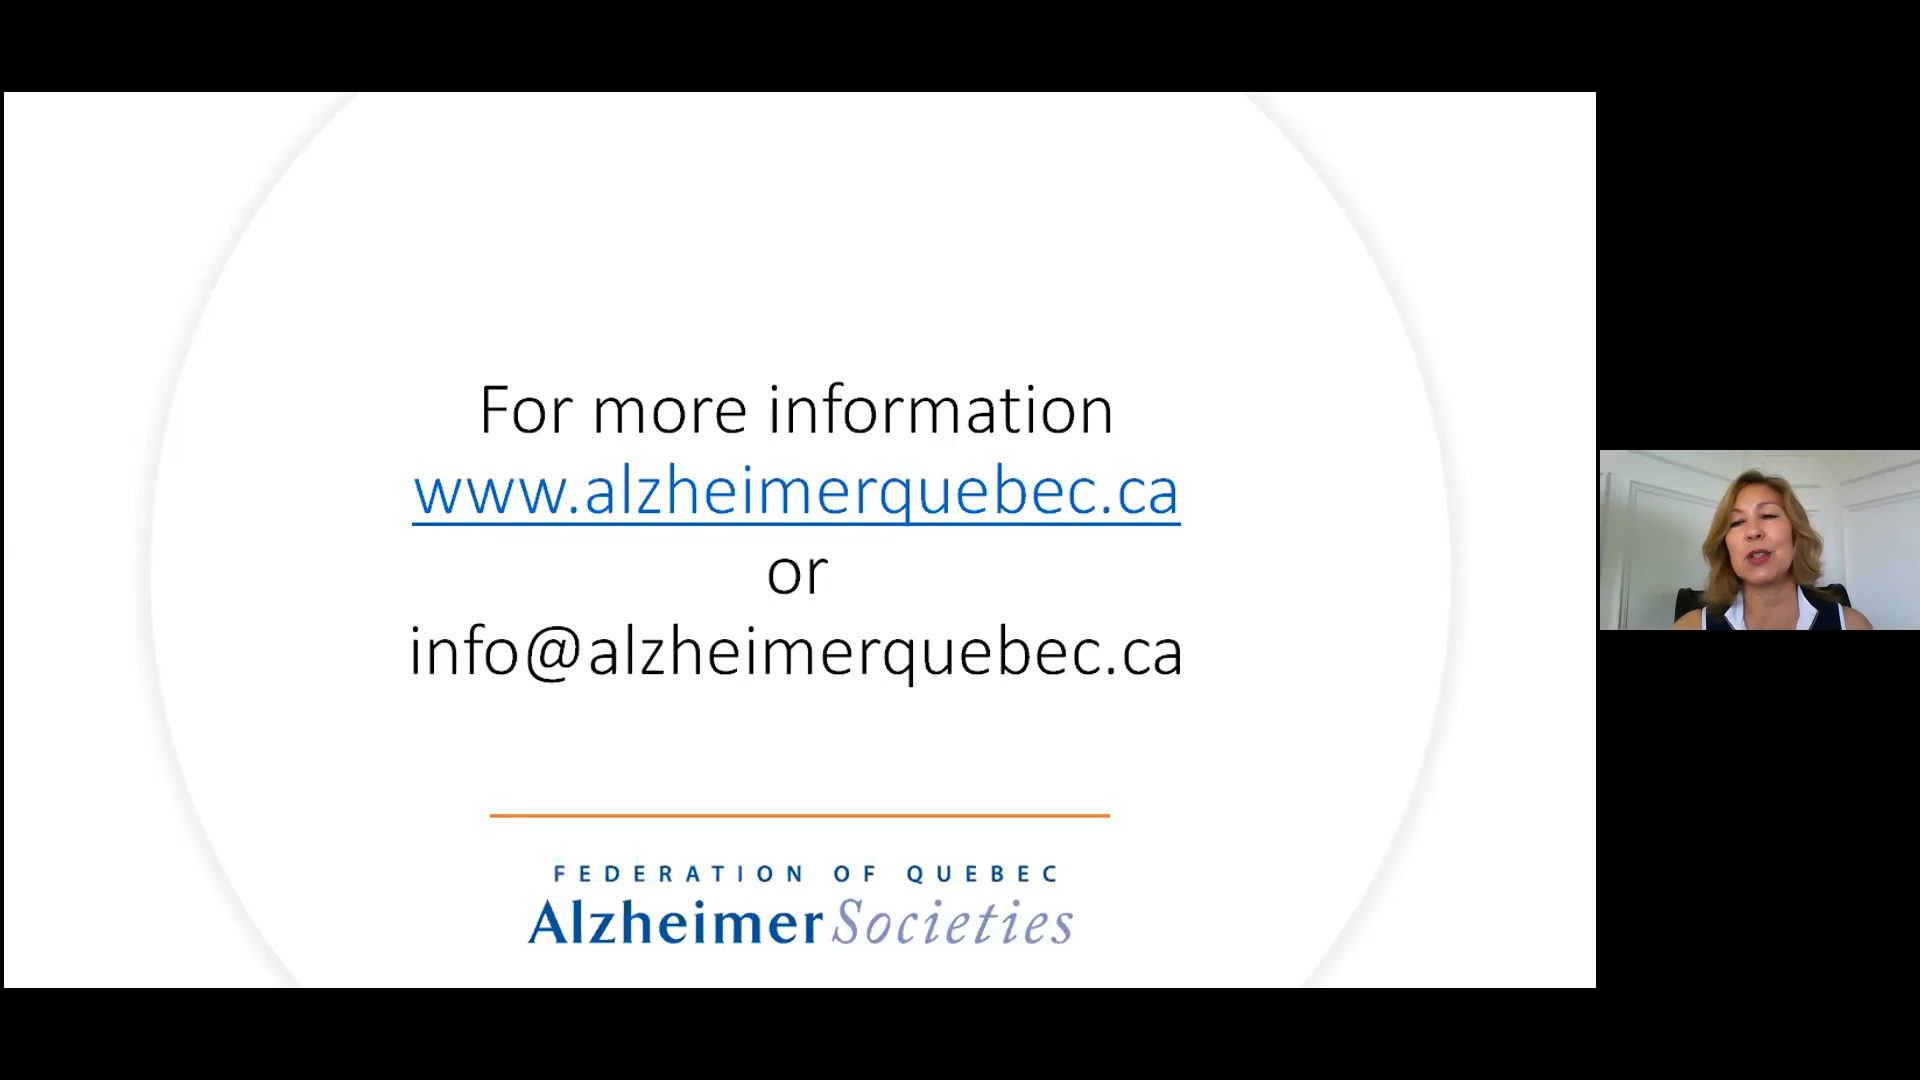 For more information
www.alzheimerquebec.ca
or
info@alzheimerquebec.ca
FEDERATION OF QUEBEC
Alzheimer Societies